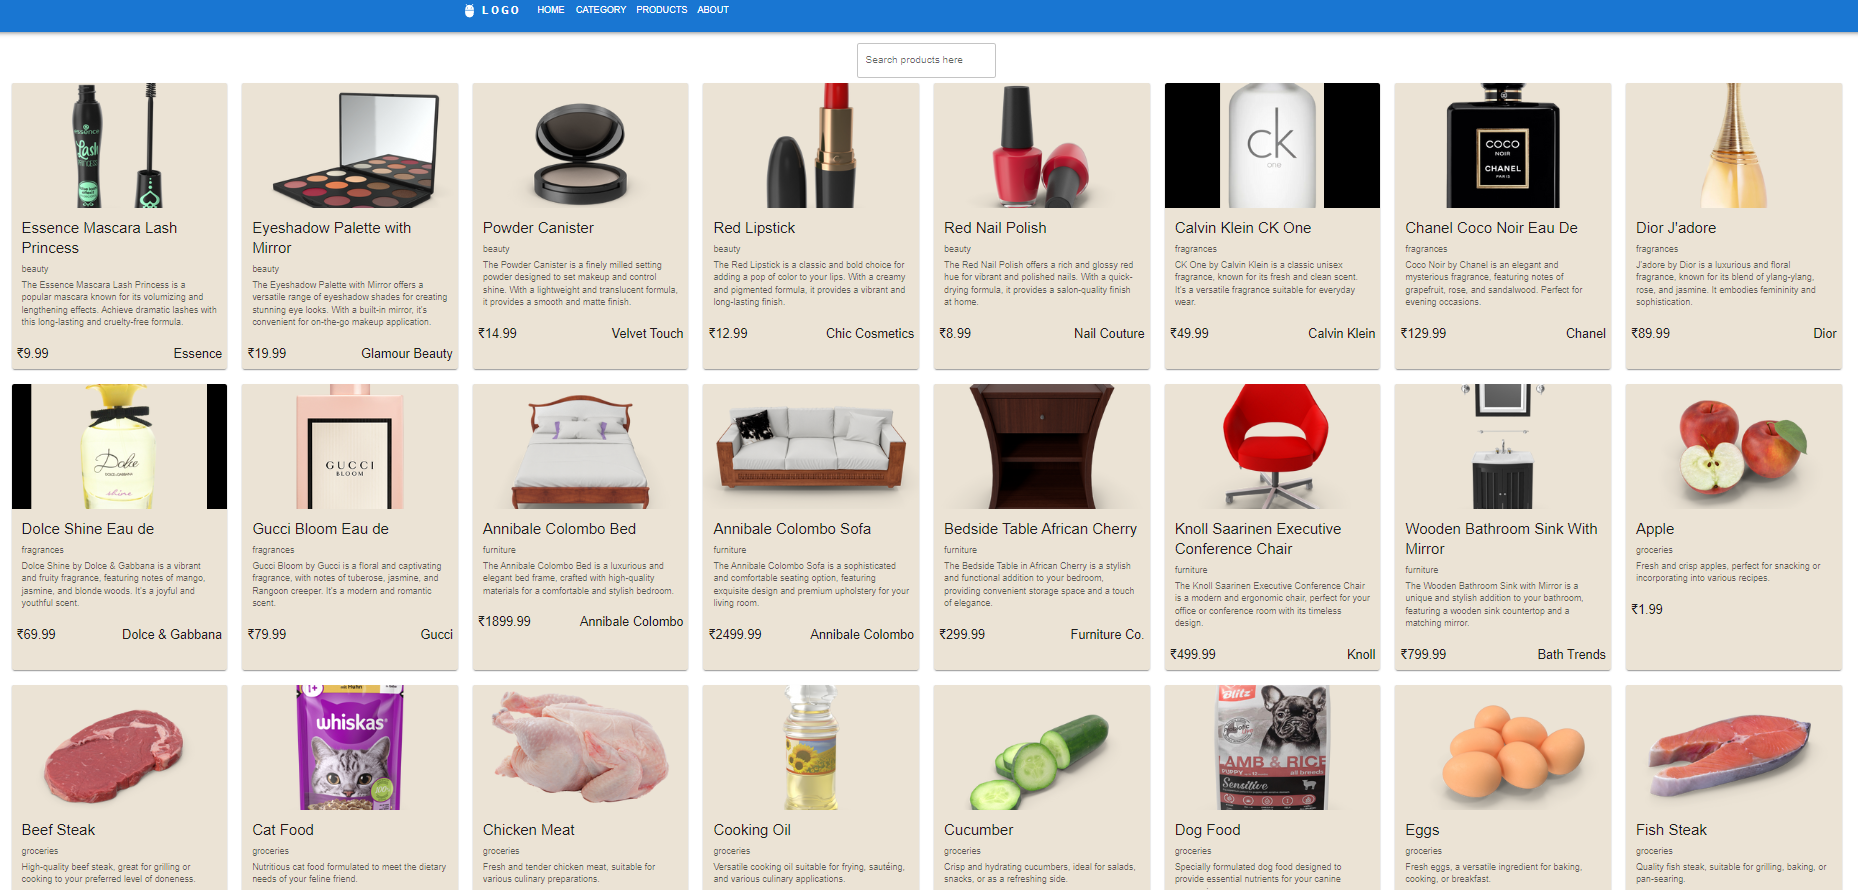 LOGO
HOME
CATEGORY
PRODUCTS
ABOUT
Search products here
essence
Lash
PRINCESS
ck
one
COCO
NOIR
CHANEL
PARIS
Essence Mascara Lash
Princess
beauty
The Essence Mascara Lash Princess is a
popular mascara known for its volumizing and
lengthening effects. Achieve dramatic lashes with
this long-lasting and cruelty-free formula.
₹9.99
Essence
Eyeshadow Palette with
Mirror
beauty
The Eyeshadow Palette with Mirror offers a
versatile range of eyeshadow shades for creating
stunning eye looks. With a built-in mirror, it's
convenient for on-the-go makeup application.
₹19.99
Glamour Beauty
Powder Canister
beauty
The Powder Canister is a finely milled setting
powder designed to set makeup and control
shine. With a lightweight and translucent formula,
it provides a smooth and matte finish.
₹14.99
Velvet Touch
Red Lipstick
beauty
The Red Lipstick is a classic and bold choice for
adding a pop of color to your lips. With a creamy
and pigmented formula, it provides a vibrant and
long-lasting finish.
₹12.99
Chic Cosmetics
Red Nail Polish
beauty
The Red Nail Polish offers a rich and glossy red
hue for vibrant and polished nails. With a quick-
drying formula, it provides a salon-quality finish
at home.
₹8.99
Nail Couture
Calvin Klein CK One
fragrances
CK One by Calvin Klein is a classic unisex
fragrance, known for its fresh and clean scent.
It's a versatile fragrance suitable for everyday
wear.
₹49.99
Calvin Klein
Chanel Coco Noir Eau De
fragrances
Coco Noir by Chanel is an elegant and
mysterious fragrance, featuring notes of
grapefruit, rose, and sandalwood. Perfect for
evening occasions.
₹129.99
Chanel
Dior J'adore
fragrances
J'adore by Dior is a luxurious and floral
fragrance, known for its blend of ylang-ylang,
rose, and jasmine. It embodies femininity and
sophistication.
₹89.99
Dior
Dolce
DOLCE & GABBANA
shine
GUCCI
BLOOM
Dolce Shine Eau de
fragrances
Dolce Shine by Dolce & Gabbana is a vibrant
and fruity fragrance, featuring notes of mango,
jasmine, and blonde woods. It's a joyful and
youthful scent.
₹69.99
Dolce & Gabbana
Gucci Bloom Eau de
fragrances
Gucci Bloom by Gucci is a floral and captivating
fragrance, with notes of tuberose, jasmine, and
Rangoon creeper. It's a modern and romantic
scent.
₹79.99
Gucci
Annibale Colombo Bed
furniture
The Annibale Colombo Bed is a luxurious and
elegant bed frame, crafted with high-quality
materials for a comfortable and stylish bedroom.
₹1899.99
Annibale Colombo
Annibale Colombo Sofa
furniture
The Annibale Colombo Sofa is a sophisticated
and comfortable seating option, featuring
exquisite design and premium upholstery for your
living room.
₹2499.99
Annibale Colombo
Bedside Table African Cherry
furniture
The Bedside Table in African Cherry is a stylish
and functional addition to your bedroom,
providing convenient storage space and a touch
of elegance.
₹299.99
Furniture Co.
Knoll Saarinen Executive
Conference Chair
furniture
The Knoll Saarinen Executive Conference Chair
is a modern and ergonomic chair, perfect for your
office or conference room with its timeless
design.
₹499.99
Knoll
Wooden Bathroom Sink With
Mirror
furniture
The Wooden Bathroom Sink with Mirror is a
unique and stylish addition to your bathroom,
featuring a wooden sink countertop and a
matching mirror.
₹799.99
Bath Trends
Apple
groceries
Fresh and crisp apples, perfect for snacking or
incorporating into various recipes.
₹1.99
1+
whiskas
Blitz
LAMB & RICE
PUPPY
all breeds
Sensitive
Beef Steak
groceries
High-quality beef steak, great for grilling or
cooking to your preferred level of doneness.
Cat Food
groceries
Nutritious cat food formulated to meet the dietary
needs of your feline friend.
Chicken Meat
groceries
Fresh and tender chicken meat, suitable for
various culinary preparations.
Cooking Oil
groceries
Versatile cooking oil suitable for frying, sautéing,
and various culinary applications.
Cucumber
groceries
Crisp and hydrating cucumbers, ideal for salads,
snacks, or as a refreshing side.
Dog Food
groceries
Specially formulated dog food designed to
provide essential nutrients for your canine
Eggs
groceries
Fresh eggs, a versatile ingredient for baking,
cooking, or breakfast.
Fish Steak
groceries
Quality fish steak, suitable for grilling, baking, or
pan-searing.